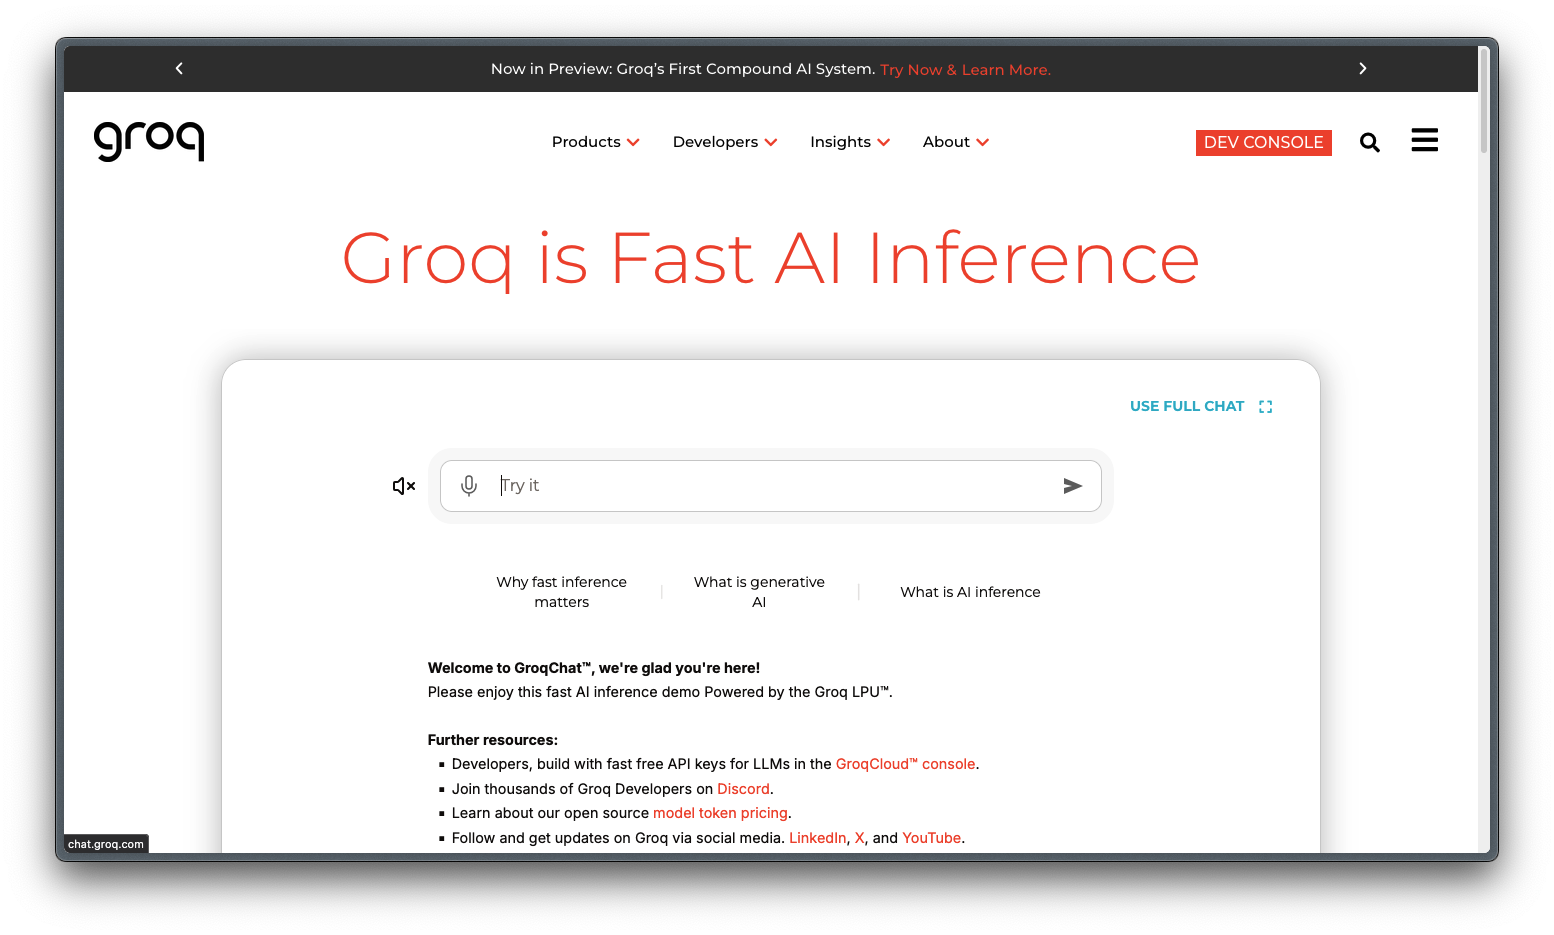 Now in Preview: Groq's First Compound AI System. Try Now & Learn More.
groq
Products
Developers
Insights
About
DEV CONSOLE
Groq is Fast AI Inference
USE FULL CHAT
Try it
Why fast inference
matters
What is generative
AI
What is AI inference
Welcome to GroqChat™, we're glad you're here!
Please enjoy this fast AI inference demo Powered by the Groq LPU™.
Further resources:
▪ Developers, build with fast free API keys for LLMs in the GroqCloud™ console.
▪ Join thousands of Groq Developers on Discord.
▪ Learn about our open source model token pricing.
▪ Follow and get updates on Groq via social media. LinkedIn, X, and YouTube.
chat.groq.com